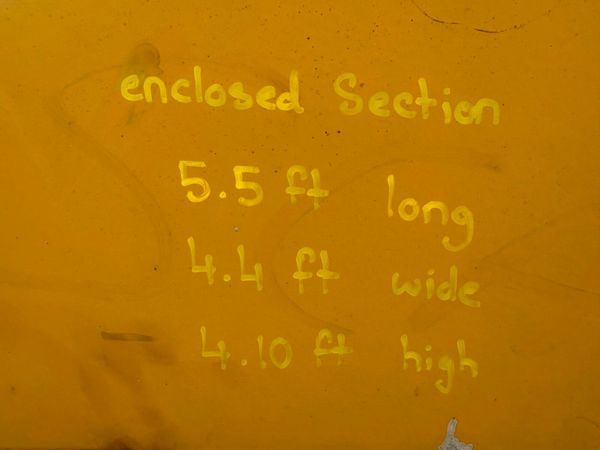 enclosed Section
5.5 ft long
4.4 ft wide
4.10 ft high